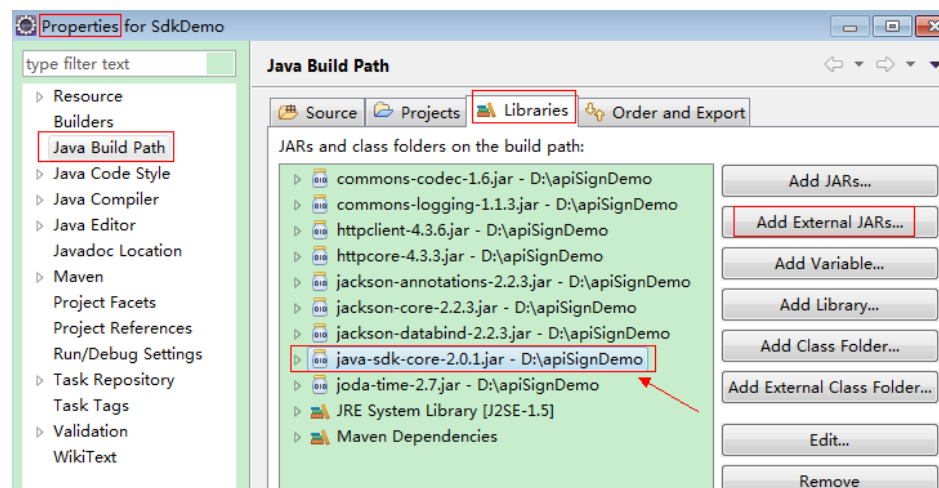 Properties for SdkDemo
type filter text
Resource
Builders
Java Build Path
Java Code Style
Java Compiler
Java Editor
Javadoc Location
Maven
Project Facets
Project References
Run/Debug Settings
Task Repository
Task Tags
Validation
WikiText
Java Build Path
Source
Projects
Libraries
Order and Export
JARs and class folders on the build path:
commons-codec-1.6.jar - D:\apiSignDemo
commons-logging-1.1.3.jar - D:\apiSignDemo
httpclient-4.3.6.jar - D:\apiSignDemo
httpcore-4.3.3.jar - D:\apiSignDemo
jackson-annotations-2.2.3.jar - D:\apiSignDemo
jackson-core-2.2.3.jar - D:\apiSignDemo
jackson-databind-2.2.3.jar - D:\apiSignDemo
java-sdk-core-2.0.1.jar - D:\apiSignDemo
joda-time-2.7.jar - D:\apiSignDemo
JRE System Library [J2SE-1.5]
Maven Dependencies
Add JARs...
Add External JARs...
Add Variable...
Add Library...
Add Class Folder...
Add External Class Folder...
Edit...
Remove